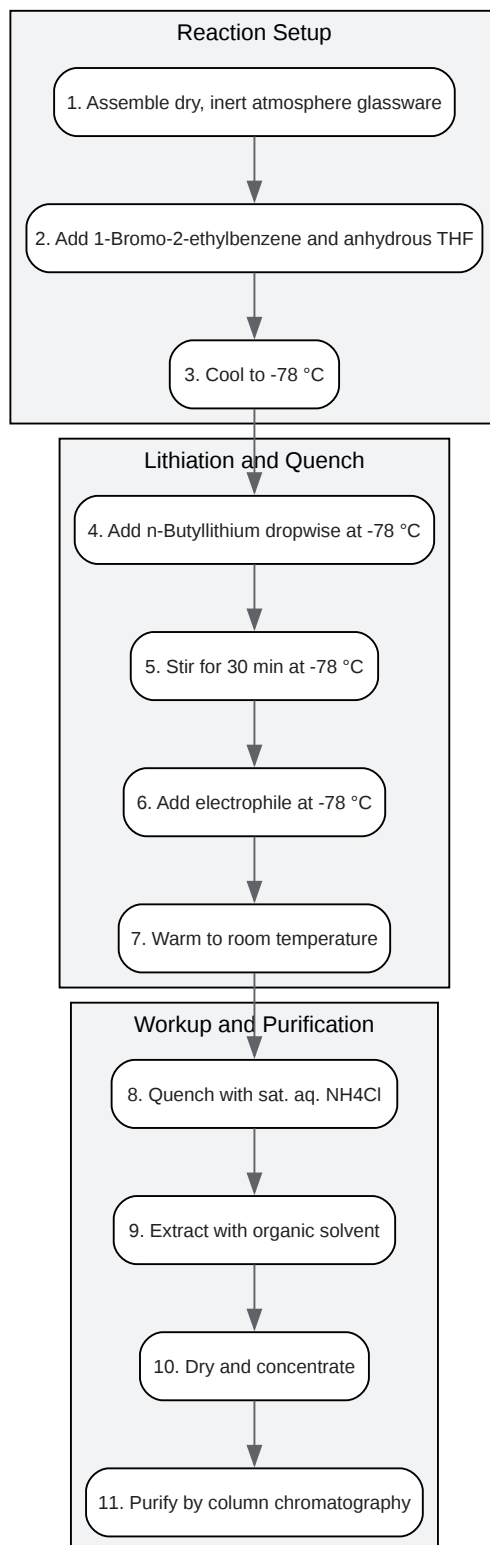 Reaction Setup
1. Assemble dry, inert atmosphere glassware
2. Add 1-Bromo-2-ethylbenzene and anhydrous THF
3. Cool to -78 °C
Lithiation and Quench
4. Add n-Butyllithium dropwise at -78 °C
5. Stir for 30 min at -78 °C
6. Add electrophile at -78 °C
7. Warm to room temperature
Workup and Purification
8. Quench with sat. aq. NH4Cl
9. Extract with organic solvent
10. Dry and concentrate
11. Purify by column chromatography